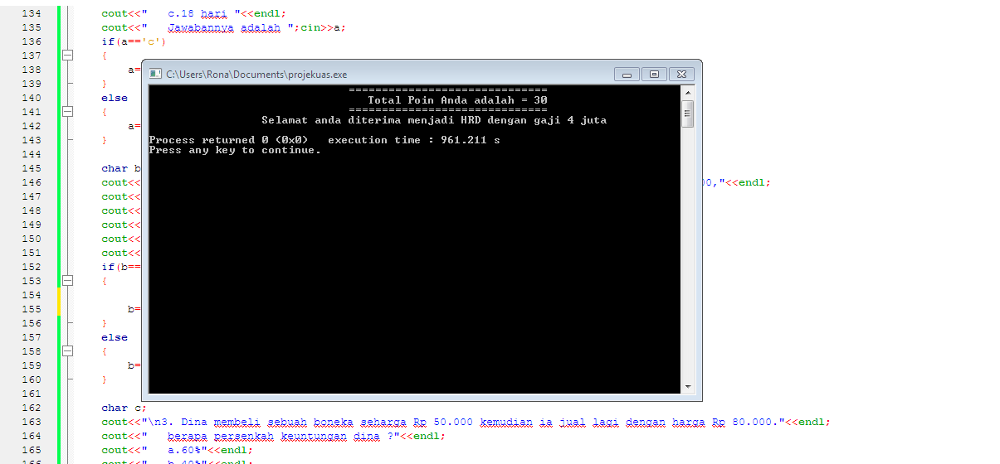 134 cout<<"   c.18 hari "<<endl;
135 cout<<"   Jawabannya adalah ";cin>>a;
136 if(a=='c')
137 {
138 a=
139 }
140 else
141 {
142 a=
143 }
144
145 char b
146 cout<< 00,"<<endl;
147 cout<<
148 cout<<
149 cout<<
150 cout<<
151 cout<<
152 if(b==
153 {
154
155 b=
156 }
157 else
158 {
159 b=
160 }
161
162 char c;
163 cout<<"\n3. Dina membeli sebuah boneka seharga Rp 50.000 kemudian ia jual lagi dengan harga Rp 80.000."<<endl;
164 cout<<"   berapa persenkah keuntungan dina ?"<<endl;
165 cout<<"   a.60%"<<endl;
C:\Users\Rona\Documents\projekuas.exe
==============================
Total Poin Anda adalah = 30
==============================
Selamat anda diterima menjadi HRD dengan gaji 4 juta
Process returned 0 (0x0)   execution time : 961.211 s
Press any key to continue.